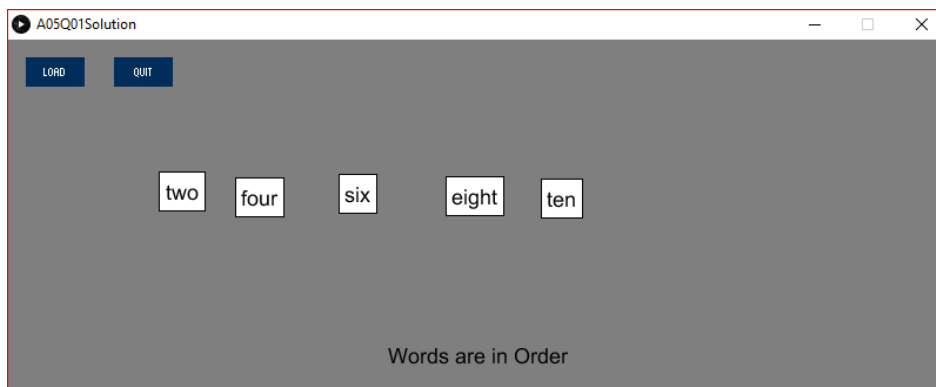 A05Q01Solution
LOAD QUIT
two four six eight ten
Words are in Order